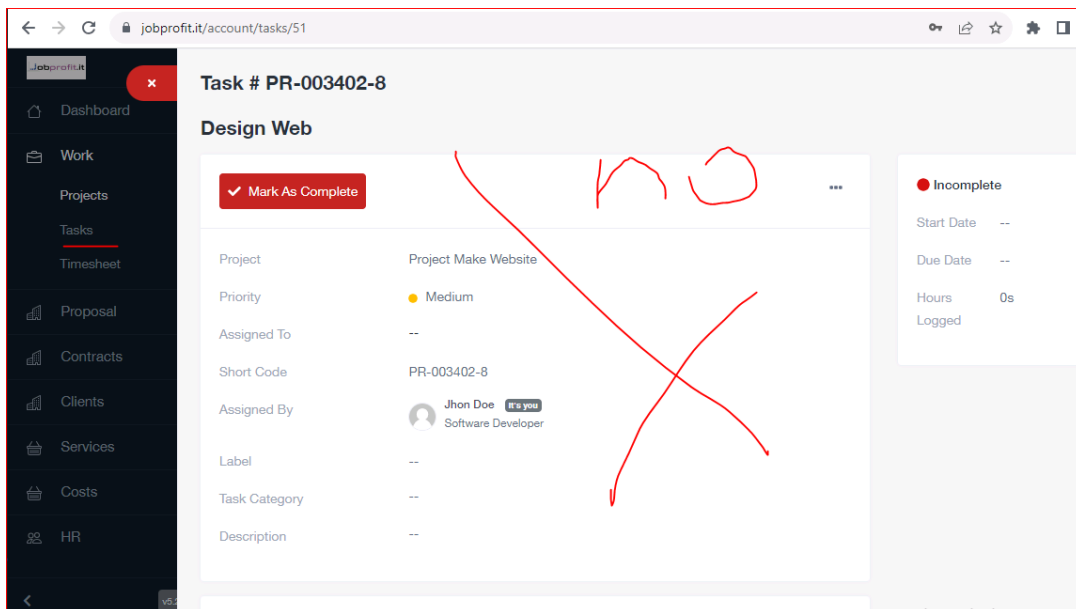 jobprofit.it/account/tasks/51
Jobprofit.it
Task # PR-003402-8
Dashboard
Design Web
Work
no
Mark As Complete
Incomplete
Projects
Start Date --
Tasks
Timesheet
Project Project Make Website
Due Date --
Priority Medium
Hours Logged 0s
Proposal
Assigned To --
Contracts
Short Code PR-003402-8
Clients
Assigned By Jhon Doe It's you
Software Developer
Services
Label --
Costs
Task Category --
HR
Description --